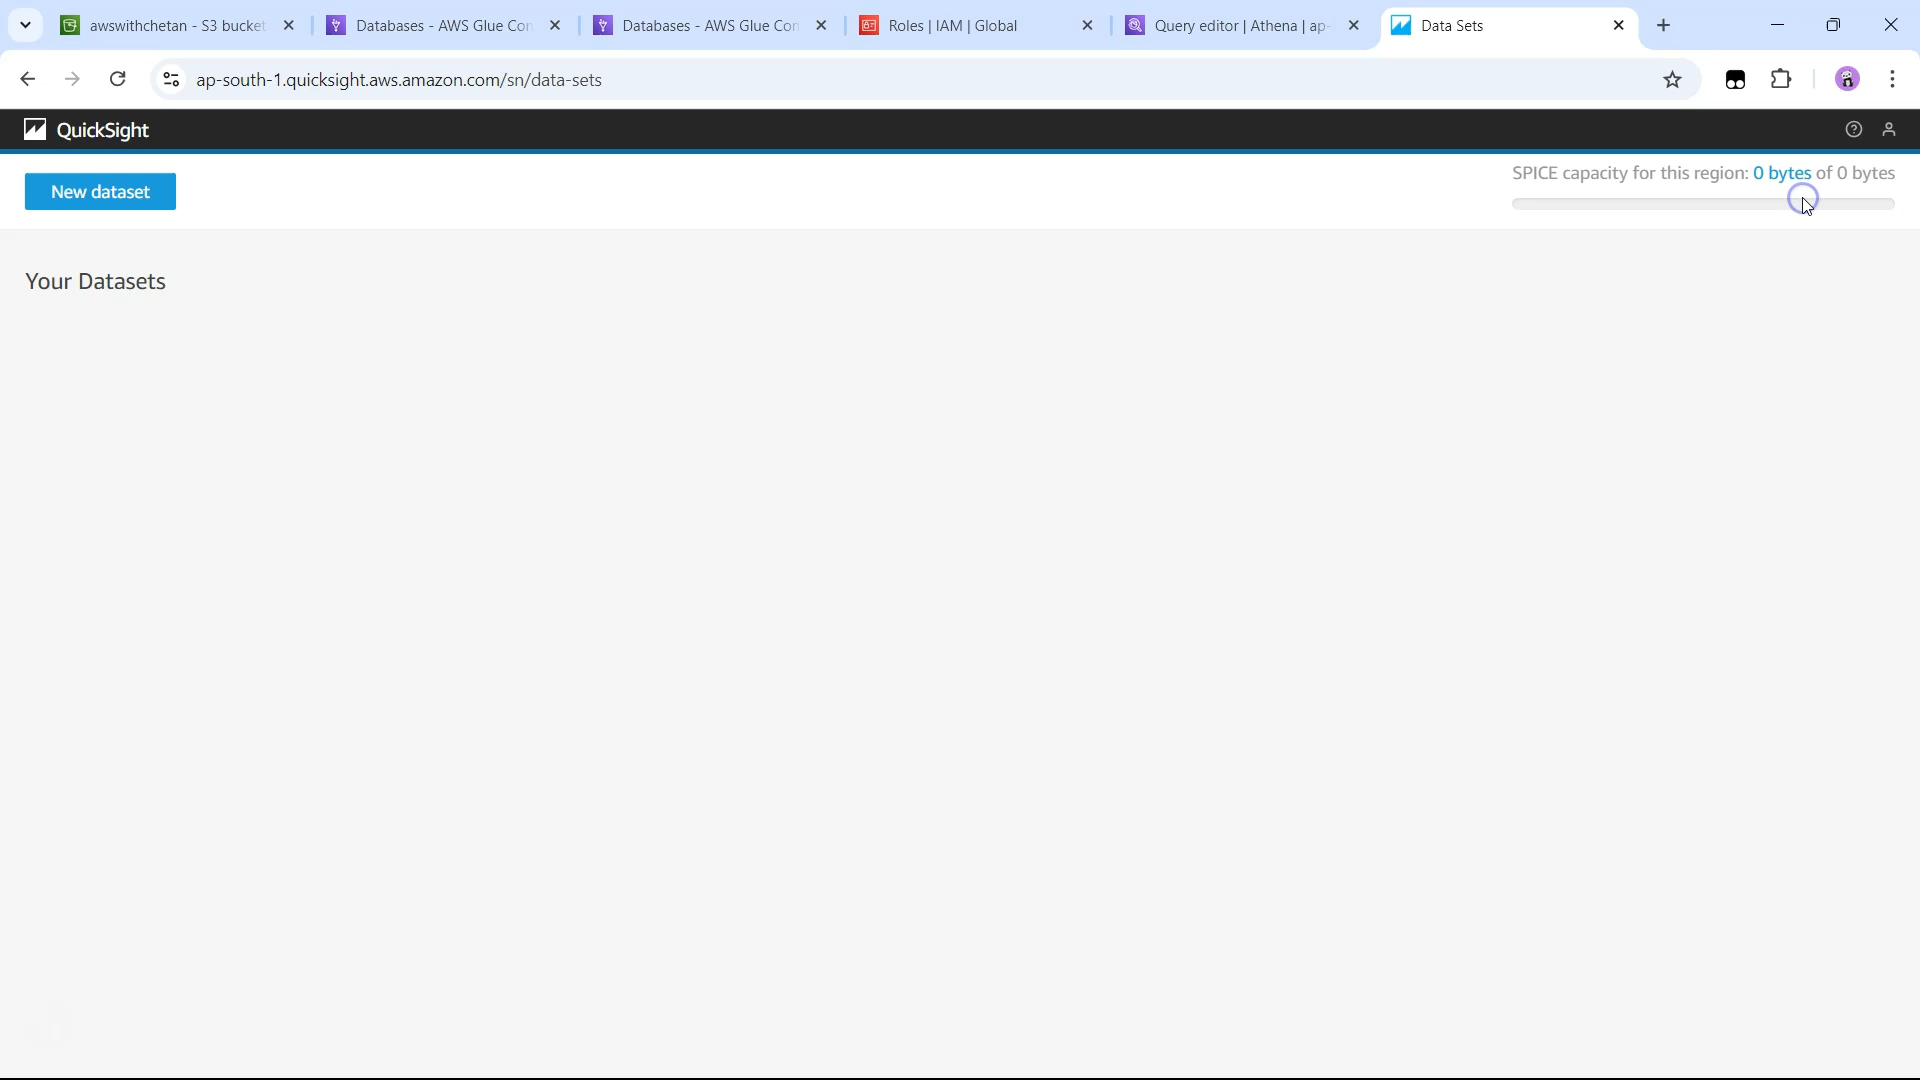 awswithchetan - S3 bucket
Databases - AWS Glue Con
Databases - AWS Glue Con
Roles | IAM | Global
Query editor | Athena | ap-
Data Sets
ap-south-1.quicksight.aws.amazon.com/sn/data-sets
QuickSight
New dataset
SPICE capacity for this region: 0 bytes of 0 bytes
Your Datasets